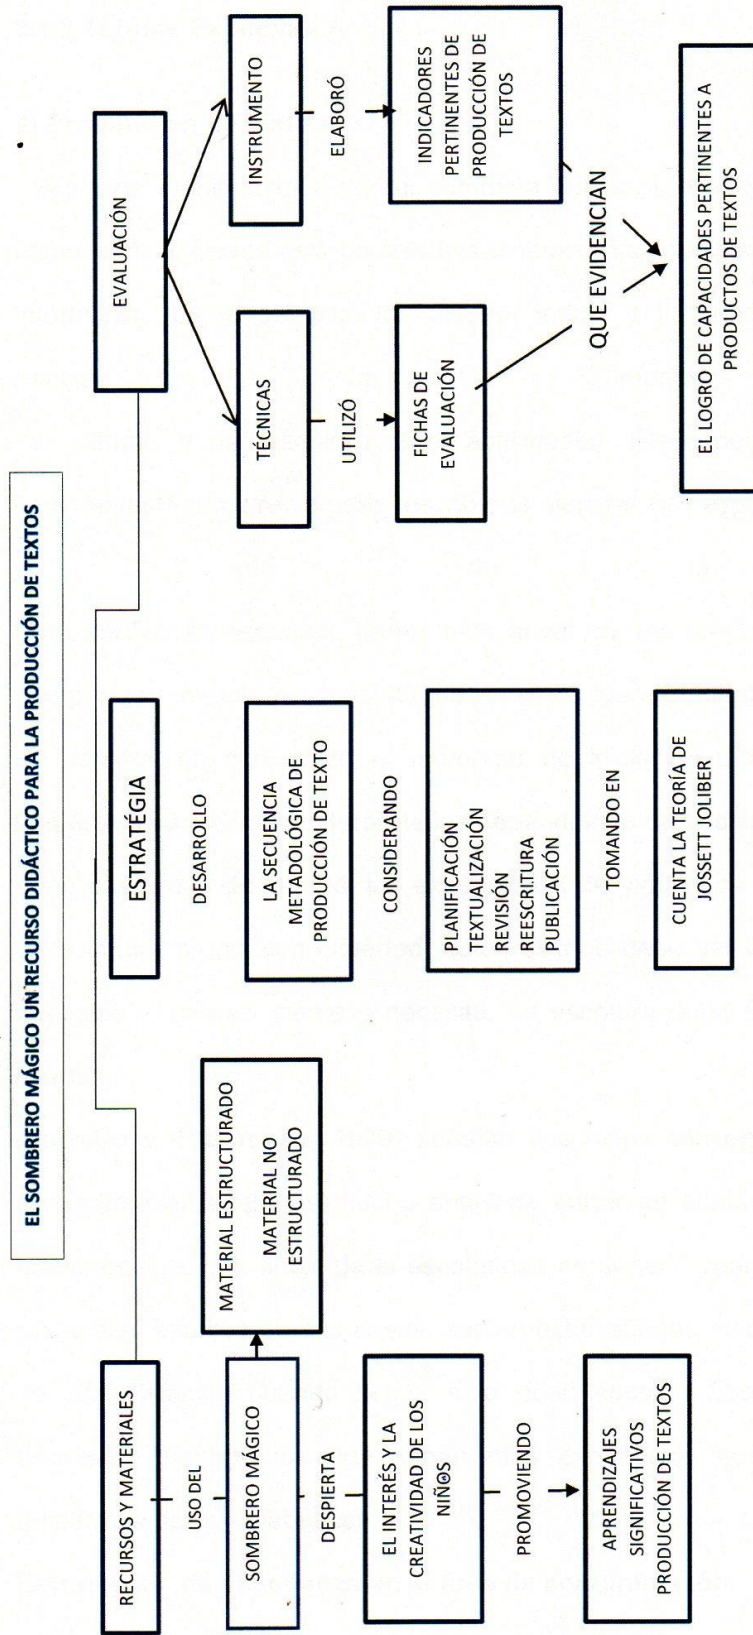 EL SOMBRERO MÁGICO UN RECURSO DIDÁCTICO PARA LA PRODUCCIÓN DE TEXTOS
RECURSOS Y MATERIALES
USO DEL
SOMBRERO MÁGICO
MATERIAL ESTRUCTURADO
MATERIAL NO
ESTRUCTURADO
DESPIERTA
EL INTERÉS Y LA
CREATIVIDAD DE LOS
NIÑ@S
PROMOVIENDO
APRENDIZAJES
SIGNIFICATIVOS
PRODUCCIÓN DE TEXTOS
ESTRATÉGIA
DESARROLLO
LA SECUENCIA
METADOLÓGICA DE
PRODUCCIÓN DE TEXTO
CONSIDERANDO
PLANIFICACIÓN
TEXTUALIZACIÓN
REVISIÓN
REESCRITURA
PUBLICACIÓN
TOMANDO EN
CUENTA LA TEORÍA DE
JOSSETT JOLIBER
EVALUACIÓN
TÉCNICAS
UTILIZÓ
FICHAS DE
EVALUACIÓN
INSTRUMENTO
ELABORÓ
INDICADORES
PERTINENTES DE
PRODUCCIÓN DE
TEXTOS
QUE EVIDENCIAN
EL LOGRO DE CAPACIDADES PERTINENTES A
PRODUCTOS DE TEXTOS